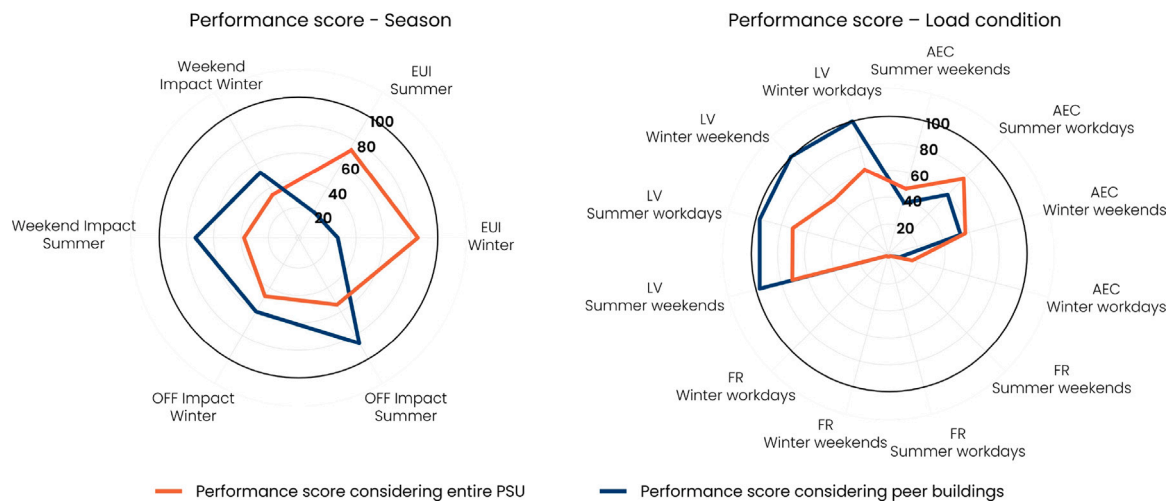 Performance score - Season
Weekend
Impact Winter
EUI
Summer
100
80
60
40
20
Weekend Impact
Summer
EUI
Winter
OFF Impact
Winter
OFF Impact
Summer
Performance score – Load condition
AEC
Summer weekends
LV
Winter workdays
AEC
Summer workdays
LV
Winter weekends
100
80
60
40
20
LV
Summer workdays
AEC
Winter weekends
LV
Summer weekends
AEC
Winter workdays
FR
Winter workdays
FR
Summer weekends
FR
Winter weekends
FR
Summer workdays
Performance score considering entire PSU
Performance score considering peer buildings